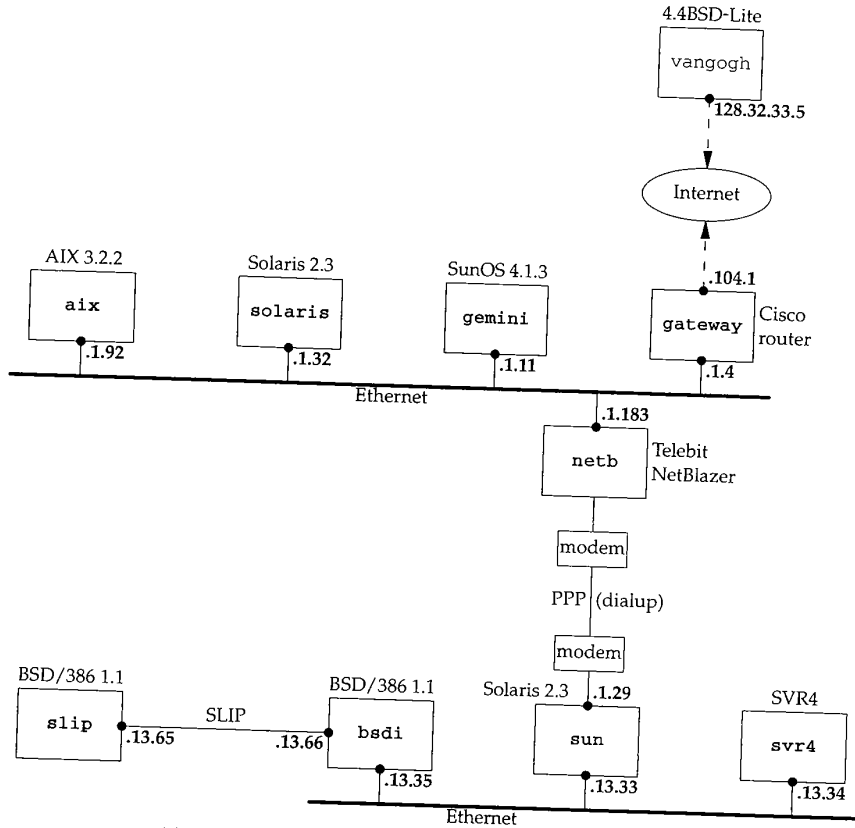 4.4BSD-Lite
vangogh
128.32.33.5
Internet
AIX 3.2.2
aix
.1.92
Solaris 2.3
solaris
.1.32
SunOS 4.1.3
gemini
.1.11
.104.1
gateway
Cisco
router
.1.4
Ethernet
.1.183
netb
Telebit
NetBlazer
modem
PPP (dialup)
modem
BSD/386 1.1
slip
.13.65
SLIP
BSD/386 1.1
.13.66
bsdi
.13.35
Solaris 2.3
.1.29
sun
.13.33
SVR4
svr4
.13.34
Ethernet